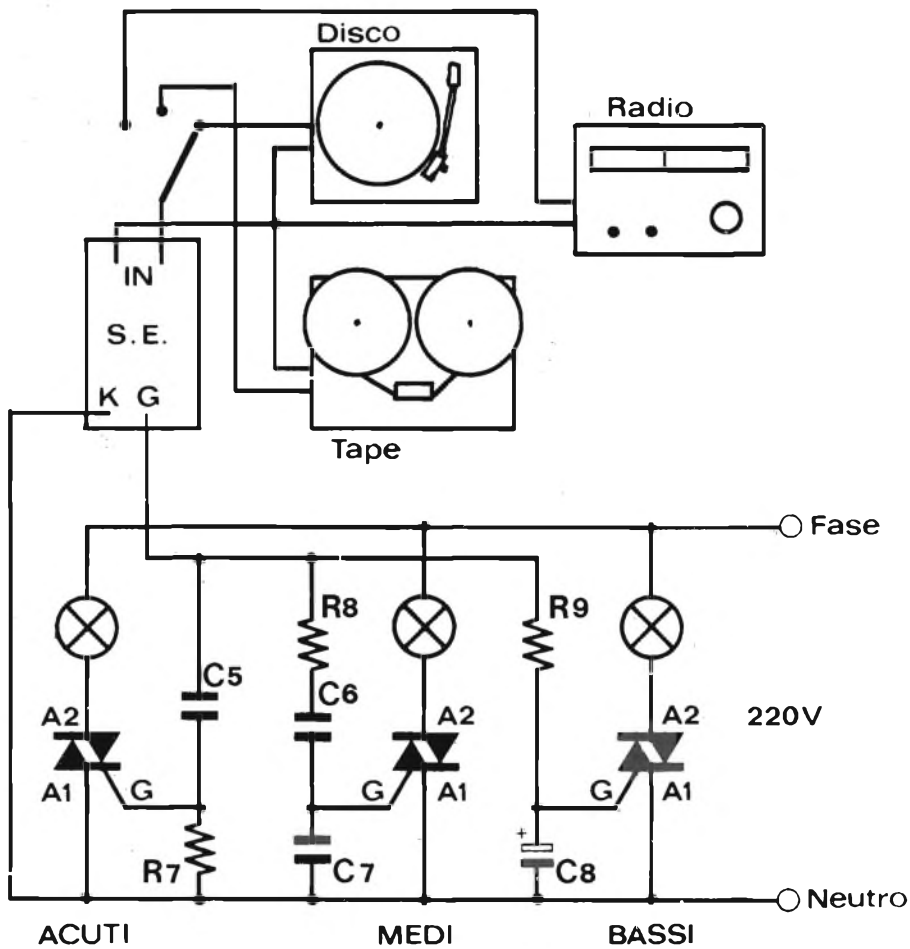 Disco
Radio
IN
S.E.
K G
Tape
Fase
R8
R9
C5
C6
A2
A2
A2
220V
A1
G
G
A1
G
A1
R7
C7
+
C8
Neutro
ACUTI
MEDI
BASSI